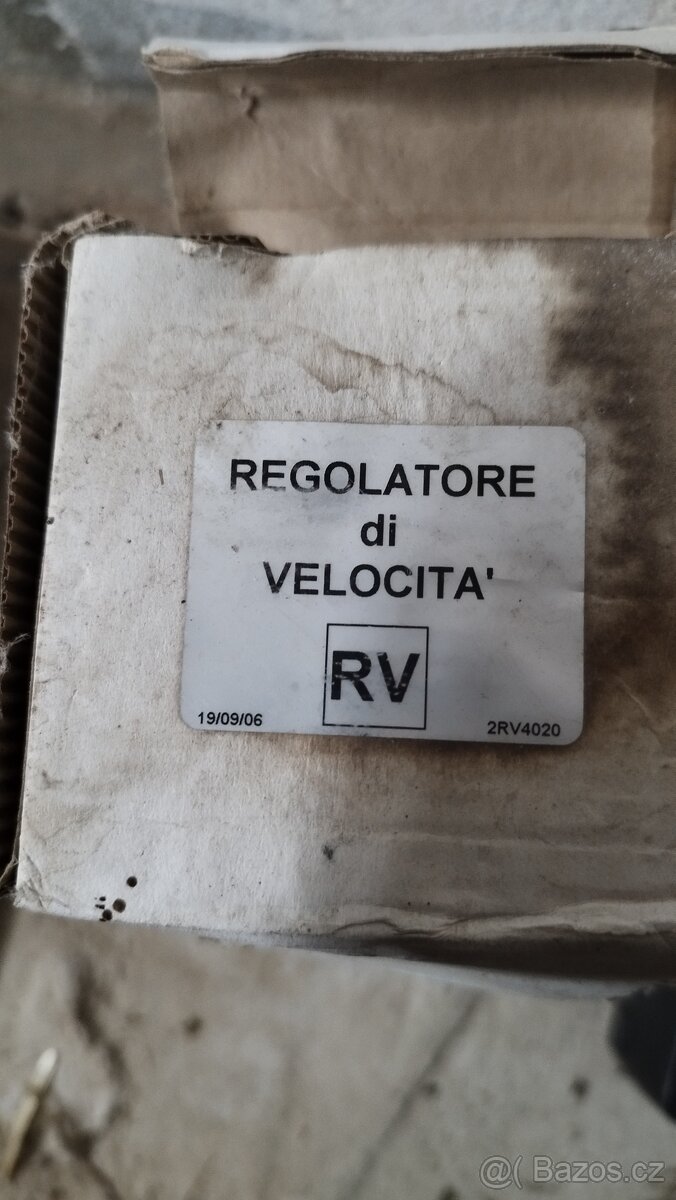 REGOLATORE
di
VELOCITA'
RV
19/09/06 2RV4020
@( Bazos.cz